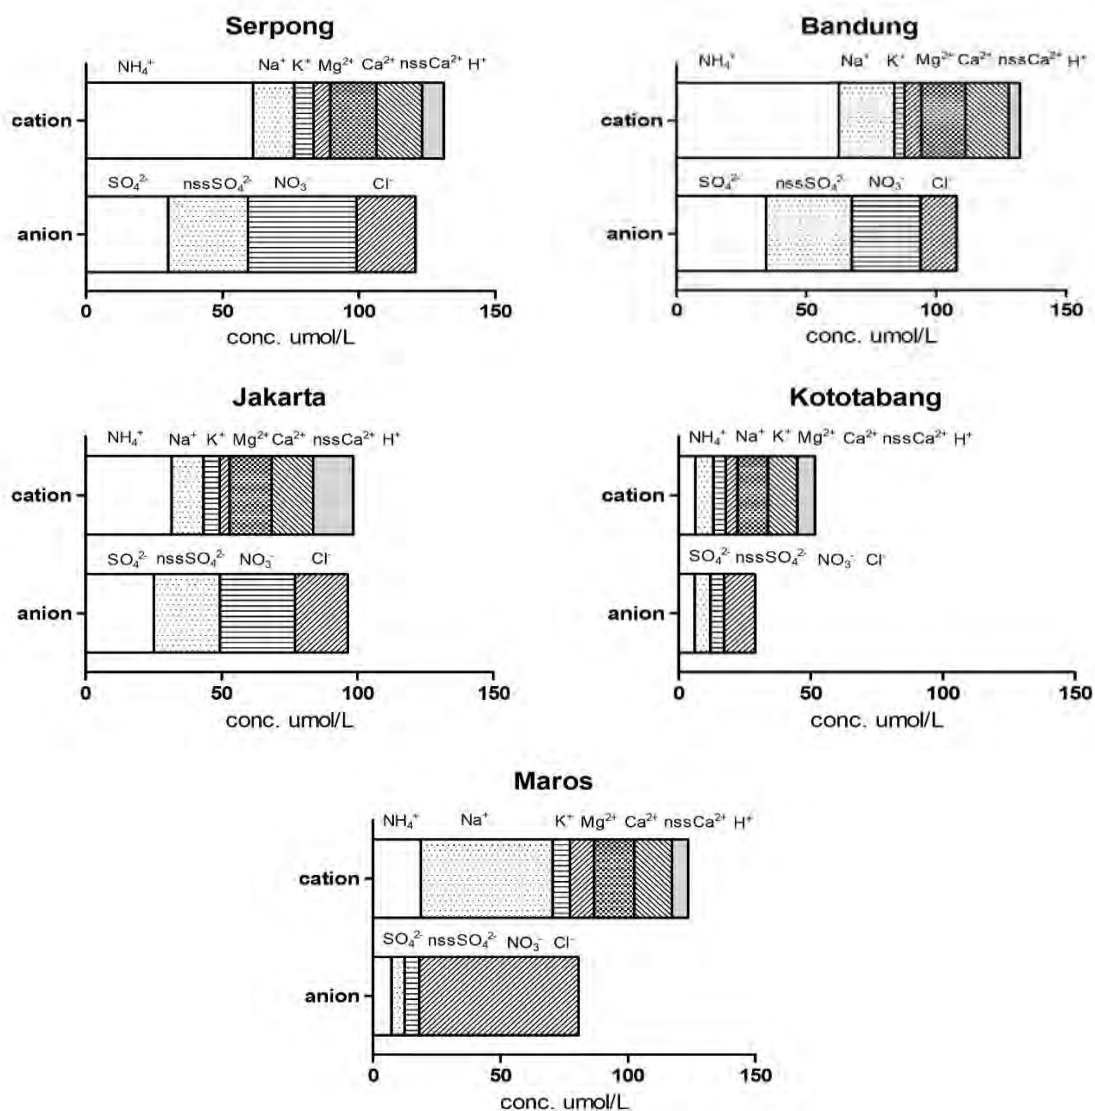 Serpong
NH₄⁺ Na⁺ K⁺ Mg²⁺ Ca²⁺ nssCa²⁺ H⁺
cation
SO₄²⁻ nssSO₄²⁻ NO₃⁻ Cl⁻
anion
0 50 100 150
conc. umol/L
Bandung
NH₄⁺ Na⁺ K⁺ Mg²⁺ Ca²⁺ nssCa²⁺ H⁺
cation
SO₄²⁻ nssSO₄²⁻ NO₃⁻ Cl⁻
anion
0 50 100 150
conc. umol/L
Jakarta
NH₄⁺ Na⁺ K⁺ Mg²⁺ Ca²⁺ nssCa²⁺ H⁺
cation
SO₄²⁻ nssSO₄²⁻ NO₃⁻ Cl⁻
anion
0 50 100 150
conc. umol/L
Kototabang
NH₄⁺ Na⁺ K⁺ Mg²⁺ Ca²⁺ nssCa²⁺ H⁺
cation
SO₄²⁻ nssSO₄²⁻ NO₃⁻ Cl⁻
anion
0 50 100 150
conc. umol/L
Maros
NH₄⁺ Na⁺ K⁺ Mg²⁺ Ca²⁺ nssCa²⁺ H⁺
cation
SO₄²⁻ nssSO₄²⁻ NO₃⁻ Cl⁻
anion
0 50 100 150
conc. umol/L